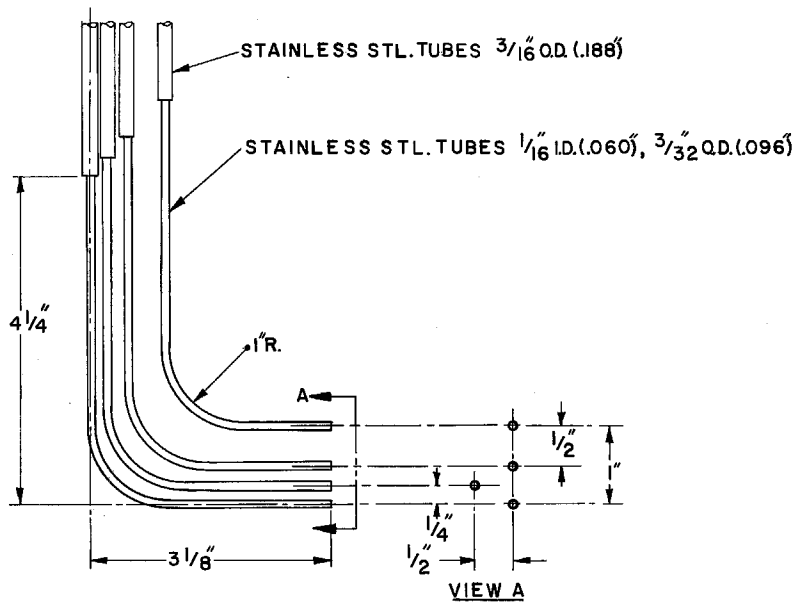 STAINLESS STL. TUBES 3/16" O.D. (.188")
STAINLESS STL. TUBES 1/16" I.D. (.060"), 3/32" O.D. (.096")
4 1/4"
1" R.
A
1/2"
1"
1/4"
3 1/8"
1/2"
VIEW A